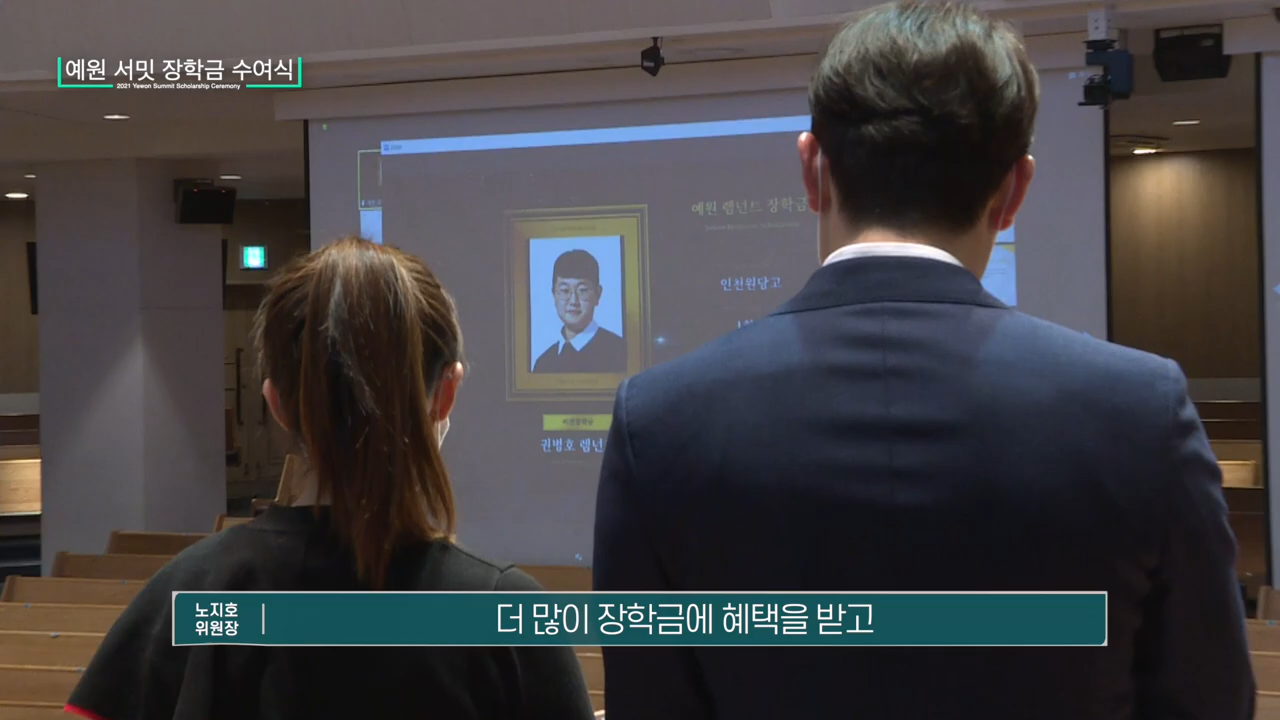 예원 서밋 장학금 수여식
2021 Yewon Summit Scholarship Ceremony
예원 렘넌트 장학금
인천원당고
권병호 렘넌
노지호
위원장
더 많이 장학금에 혜택을 받고